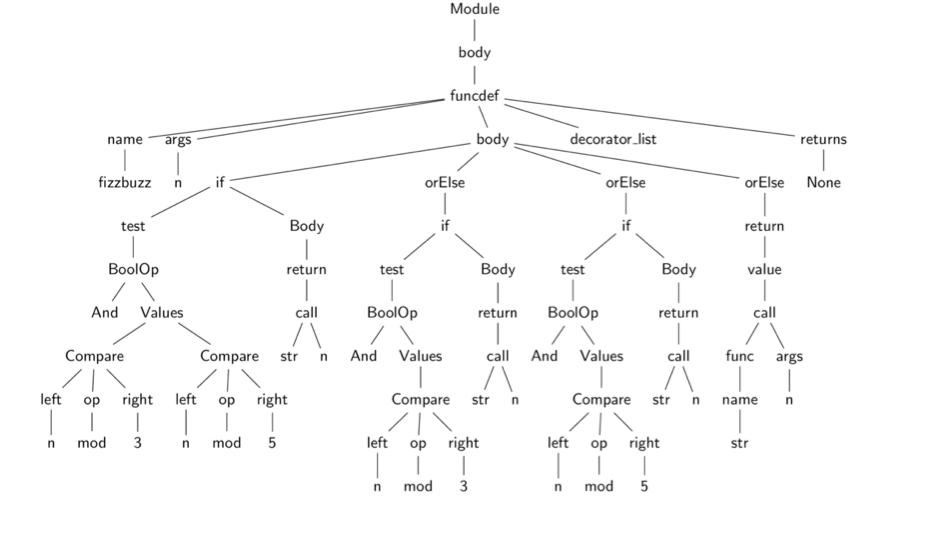 Module
body
funcdef
name args body decorator_list returns
fizzbuzz n if orElse orElse orElse None
test Body if if return
BoolOp return test Body test Body value
And Values call BoolOp return BoolOp return call
Compare Compare str n And Values call And Values call func args
left op right left op right Compare str n Compare str n name n
n mod 3 n mod 5 left op right left op right str
n mod 3 n mod 5